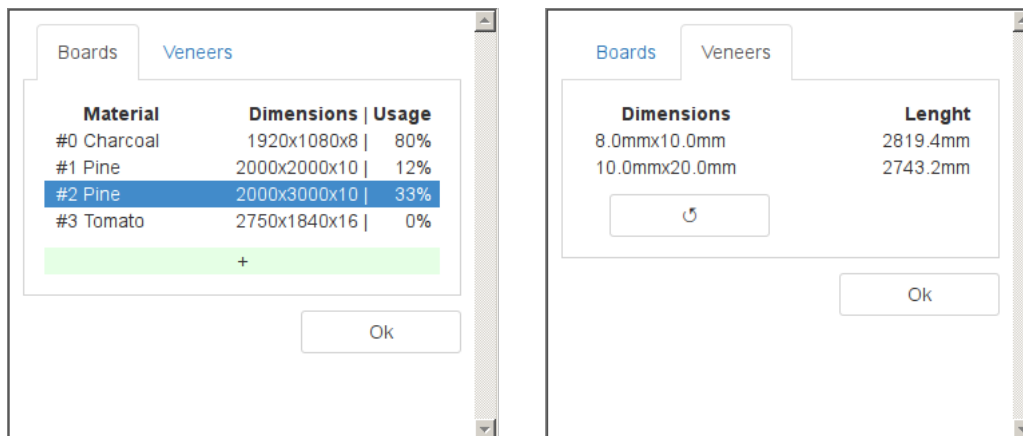 Boards Veneers
Material Dimensions | Usage
#0 Charcoal 1920x1080x8 | 80%
#1 Pine 2000x2000x10 | 12%
#2 Pine 2000x3000x10 | 33%
#3 Tomato 2750x1840x16 | 0%
+
Ok
Boards Veneers
Dimensions Lenght
8.0mmx10.0mm 2819.4mm
10.0mmx20.0mm 2743.2mm
↺
Ok